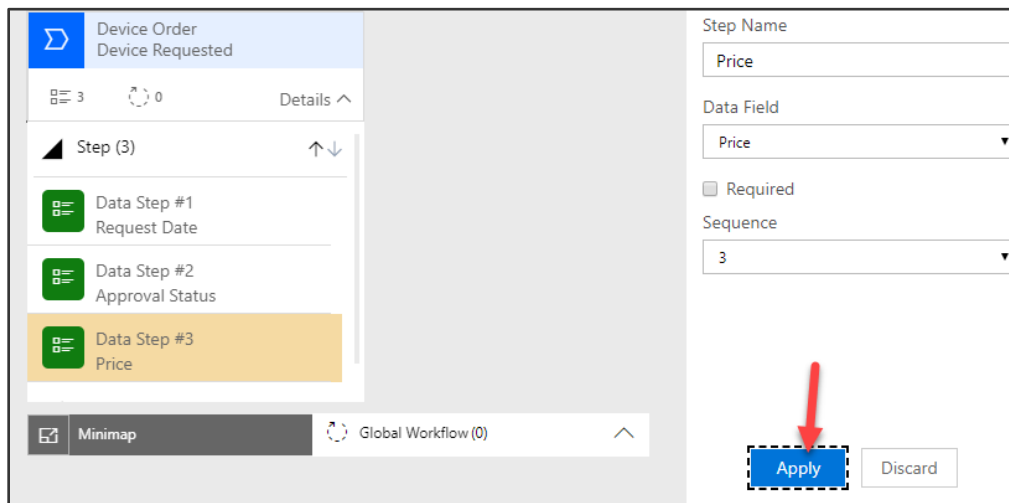 Device Order
Device Requested
3
0
Details
Step (3)
Data Step #1
Request Date
Data Step #2
Approval Status
Data Step #3
Price
Minimap
Global Workflow (0)
Step Name
Price
Data Field
Price
Required
Sequence
3
Apply
Discard